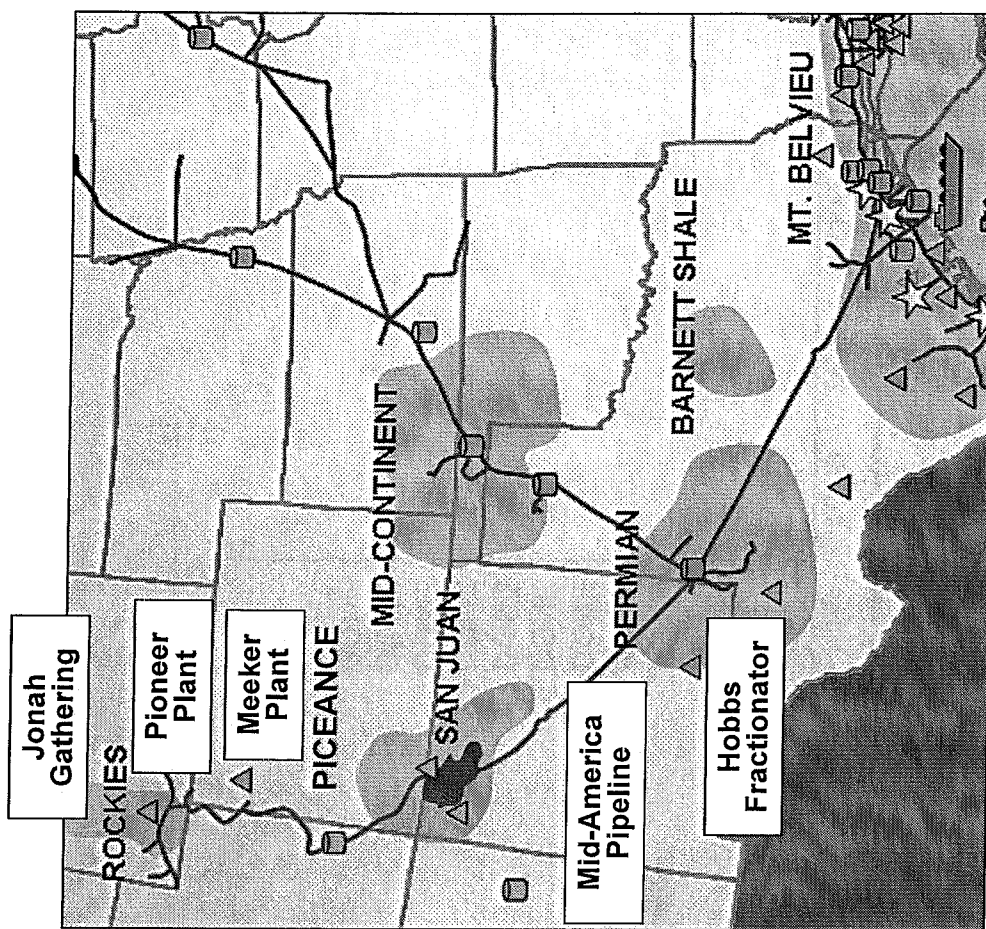 Jonah
Gathering
ROCKIES
Pioneer
Plant
Meeker
Plant
PICEANCE
MID-CONTINENT
SAN JUAN
Mid-America
Pipeline
PERMIAN
BARNETT SHALE
Hobbs
Fractionator
MT. BELVIEU